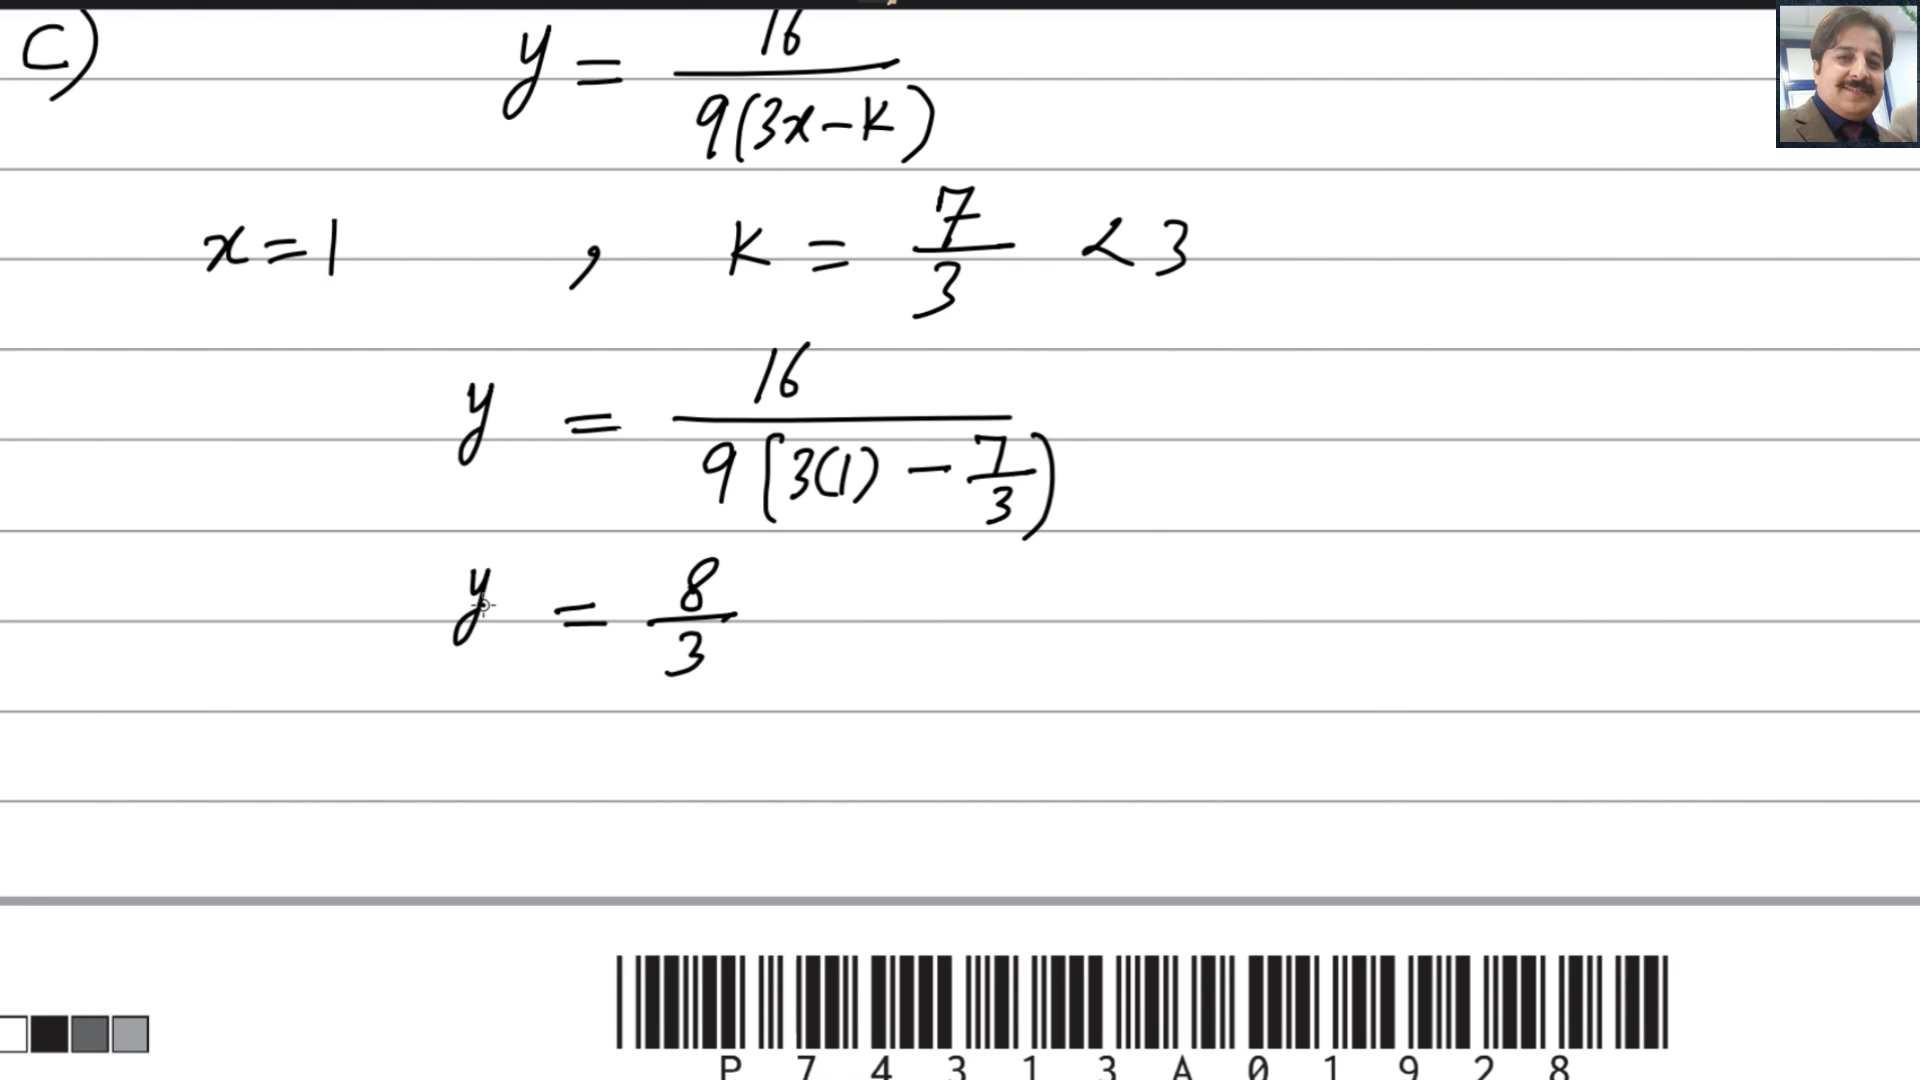 C) y = 16 / 9(3x-k)
x=1 , k = 7/3 < 3
y = 16 / 9[3(1) - 7/3)
y = 8/3
P 7 4 3 1 3 A 0 1 9 2 8